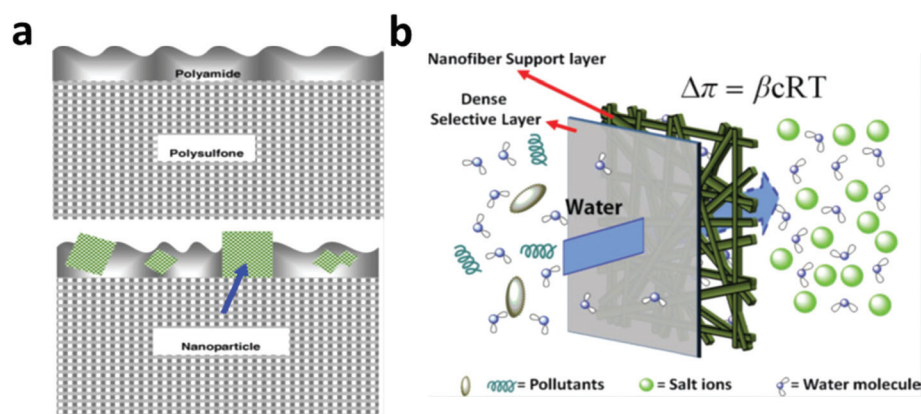 a
Polyamide
Polysulfone
Nanoparticle
b
Nanofiber Support layer
Δπ = βcRT
Dense
Selective Layer
Water
= Pollutants
= Salt ions
= Water molecule